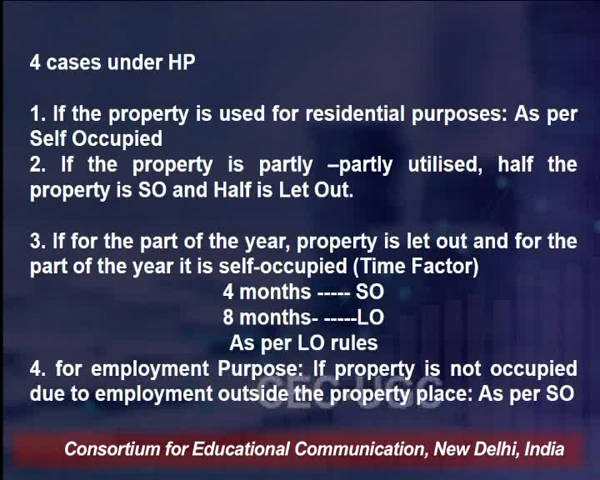 4 cases under HP
1. If the property is used for residential purposes: As per
Self Occupied
2. If the property is partly –partly utilised, half the
property is SO and Half is Let Out.
3. If for the part of the year, property is let out and for the
part of the year it is self-occupied (Time Factor)
4 months ----- SO
8 months- -----LO
As per LO rules
4. for employment Purpose: If property is not occupied
due to employment outside the property place: As per SO
CEC UGC
Consortium for Educational Communication, New Delhi, India